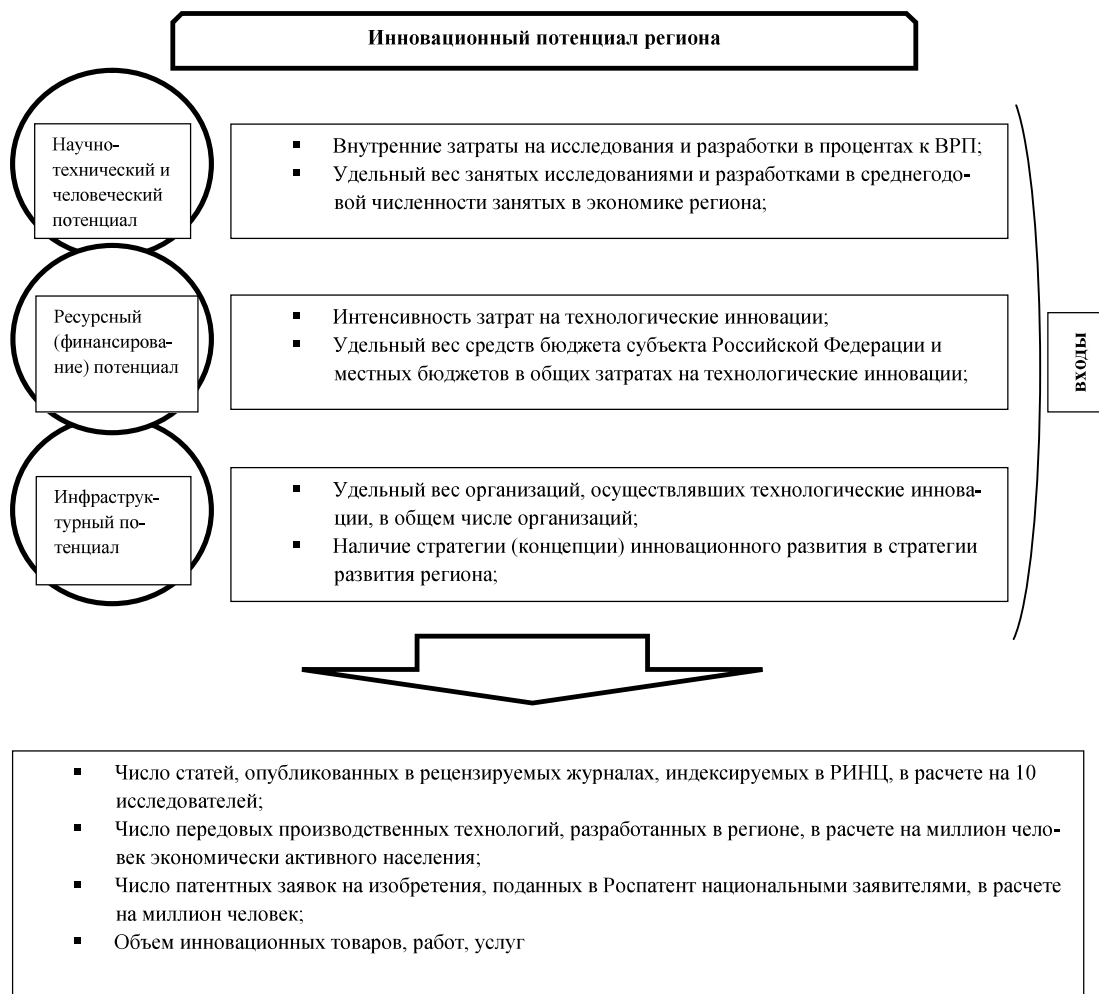 Инновационный потенциал региона
Научно-
технический и
человеческий
потенциал
▪ Внутренние затраты на исследования и разработки в процентах к ВРП;
▪ Удельный вес занятых исследованиями и разработками в среднегодо-
вой численности занятых в экономике региона;
Ресурсный
(финансирова-
ние) потенциал
▪ Интенсивность затрат на технологические инновации;
▪ Удельный вес средств бюджета субъекта Российской Федерации и
местных бюджетов в общих затратах на технологические инновации;
входы
Инфраструк-
турный по-
тенциал
▪ Удельный вес организаций, осуществлявших технологические иннова-
ции, в общем числе организаций;
▪ Наличие стратегии (концепции) инновационного развития в стратегии
развития региона;
▪ Число статей, опубликованных в рецензируемых журналах, индексируемых в РИНЦ, в расчете на 10
исследователей;
▪ Число передовых производственных технологий, разработанных в регионе, в расчете на миллион чело-
век экономически активного населения;
▪ Число патентных заявок на изобретения, поданных в Роспатент национальными заявителями, в расчете
на миллион человек;
▪ Объем инновационных товаров, работ, услуг